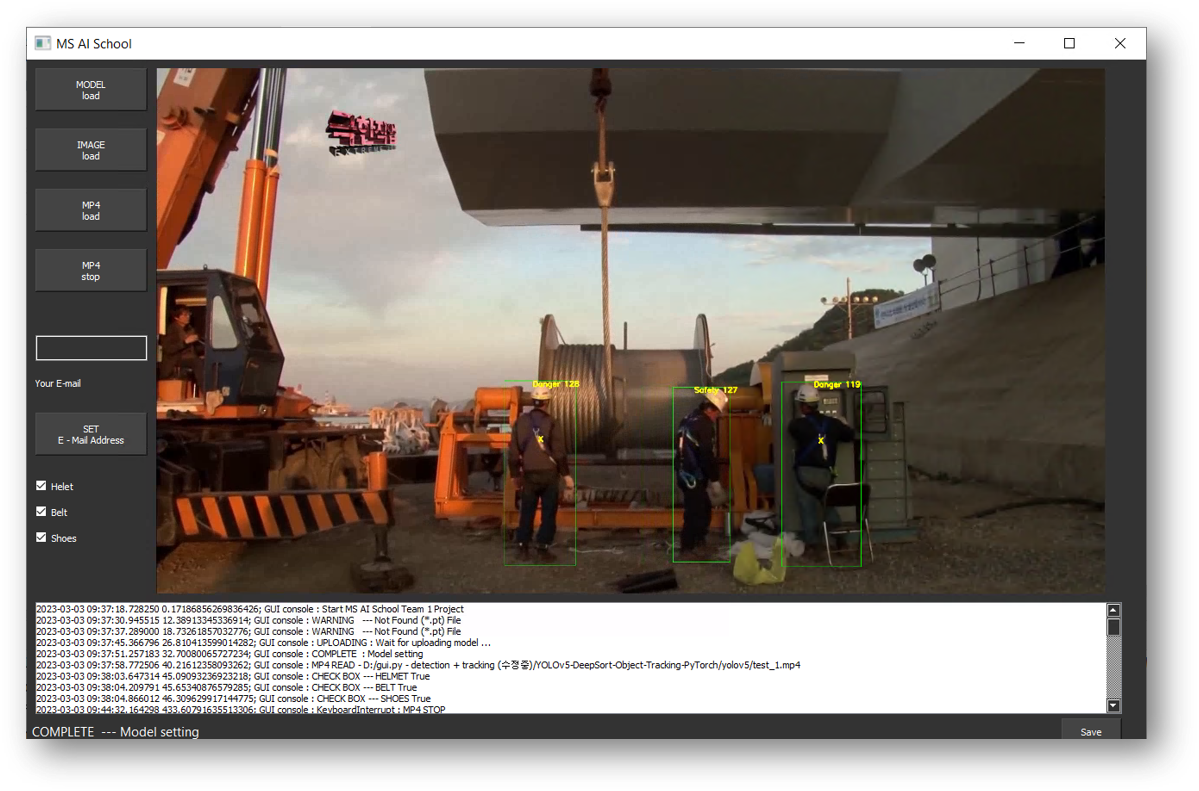 MS AI School
MODEL
load
IMAGE
load
MP4
load
MP4
stop
Your E-mail
SET
E - Mail Address
Helet
Belt
Shoes
극한직업
EXTREME
Danger 128
Safety 127
Danger 119
x
x
2023-03-03 09:37:18.728250 0.17186856269836426; GUI console : Start MS AI School Team 1 Project
2023-03-03 09:37:30.945515 12.38913345336914; GUI console : WARNING --- Not Found (*.pt) File
2023-03-03 09:37:37.289000 18.73261857032776; GUI console : WARNING --- Not Found (*.pt) File
2023-03-03 09:37:45.366796 26.810413599014282; GUI console : UPLOADING : Wait for uploading model ...
2023-03-03 09:37:51.257183 32.70080065727234; GUI console : COMPLETE : Model setting
2023-03-03 09:37:58.772506 40.21612358093262; GUI console : MP4 READ - D:/gui.py - detection + tracking (수정중)/YOLOv5-DeepSort-Object-Tracking-PyTorch/yolov5/test_1.mp4
2023-03-03 09:38:03.647314 45.09093236923218; GUI console : CHECK BOX --- HELMET True
2023-03-03 09:38:04.209791 45.65340876579285; GUI console : CHECK BOX --- BELT True
2023-03-03 09:38:04.866012 46.309629917144775; GUI console : CHECK BOX --- SHOES True
2023-03-03 09:44:32.164298 433.60791635513306; GUI console : KeyboardInterrupt : MP4 STOP
COMPLETE --- Model setting
Save